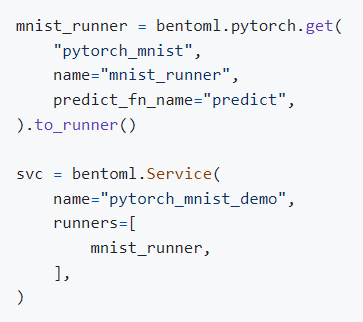 mnist_runner = bentoml.pytorch.get(
    "pytorch_mnist",
    name="mnist_runner",
    predict_fn_name="predict",
).to_runner()

svc = bentoml.Service(
    name="pytorch_mnist_demo",
    runners=[
        mnist_runner,
    ],
)